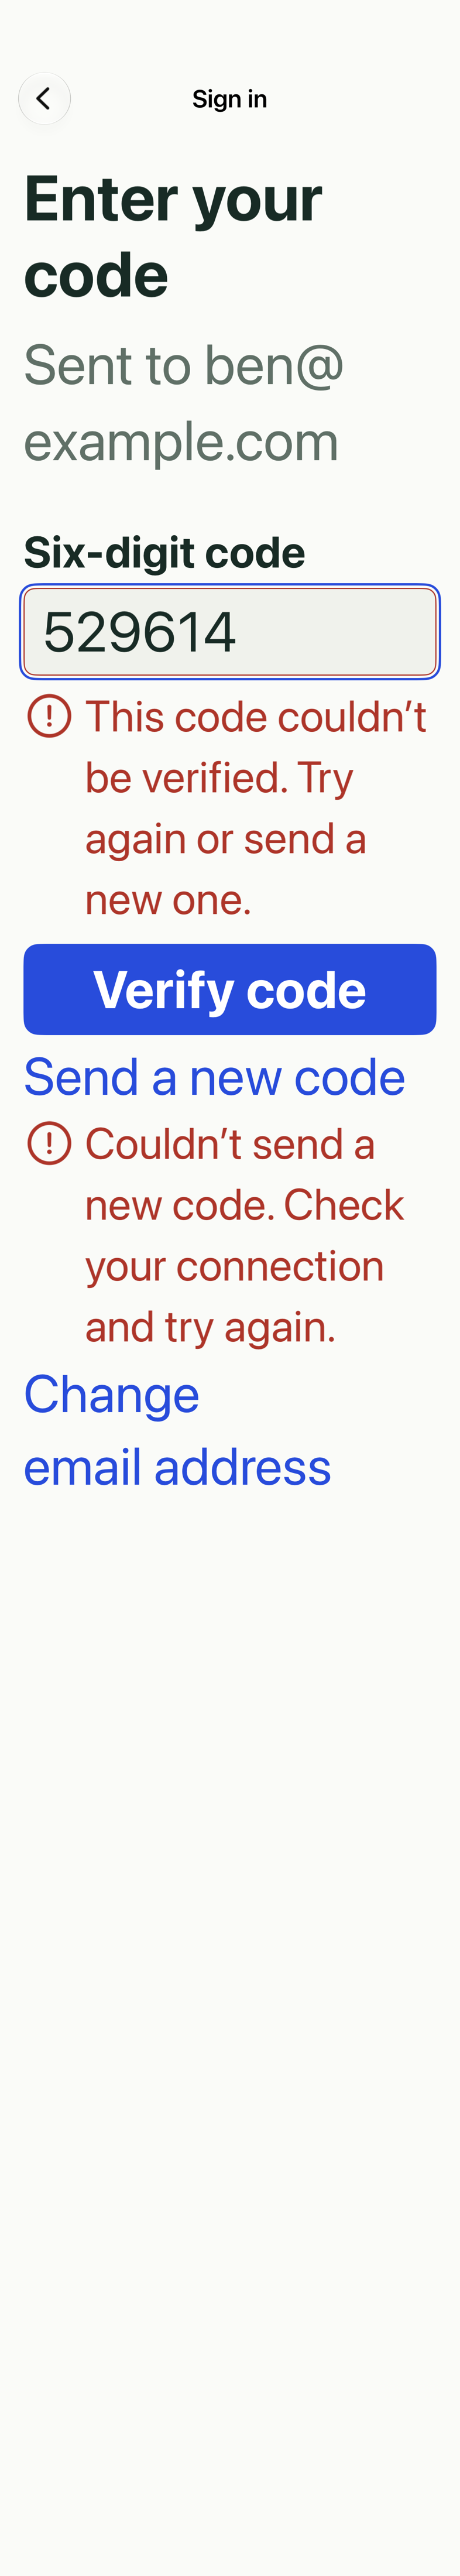 Sign in
Enter your
code
Sent to ben@
example.com
Six-digit code
529614
This code couldn’t
be verified. Try
again or send a
new one.
Verify code
Send a new code
Couldn’t send a
new code. Check
your connection
and try again.
Change
email address